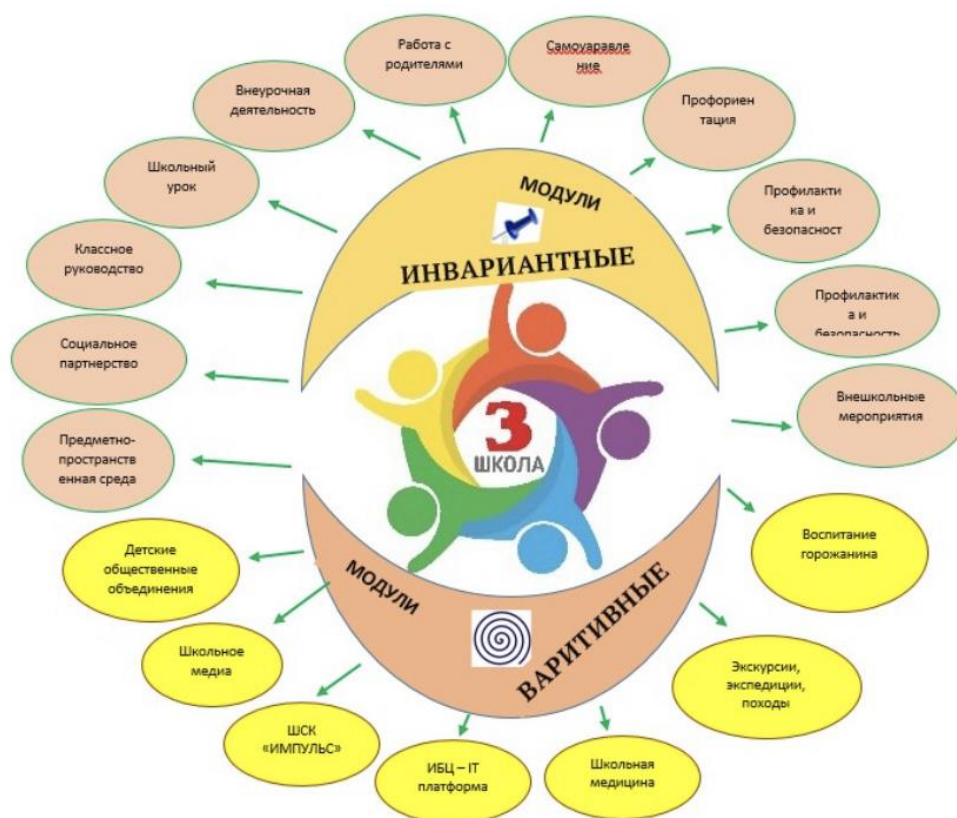 Работа с
родителями
Самоуаравле
ние
Внеурочная
деятельность
Профориен
тация
Школьный
урок
Профилакти
ка и
безопасност
Классное
руководство
Профилактик
а и
безопасность
Социальное
партнерство
Внешкольные
мероприятия
Предметно-
пространств
енная среда
МОДУЛИ
ИНВАРИАНТНЫЕ
3
ШКОЛА
МОДУЛИ
ВАРИТИВНЫЕ
Детские
общественные
объединения
Воспитание
горожанина
Школьное
медиа
Экскурсии,
экспедиции,
походы
ШСК
«ИМПУЛЬС»
ИБЦ – IT
платформа
Школьная
медицина